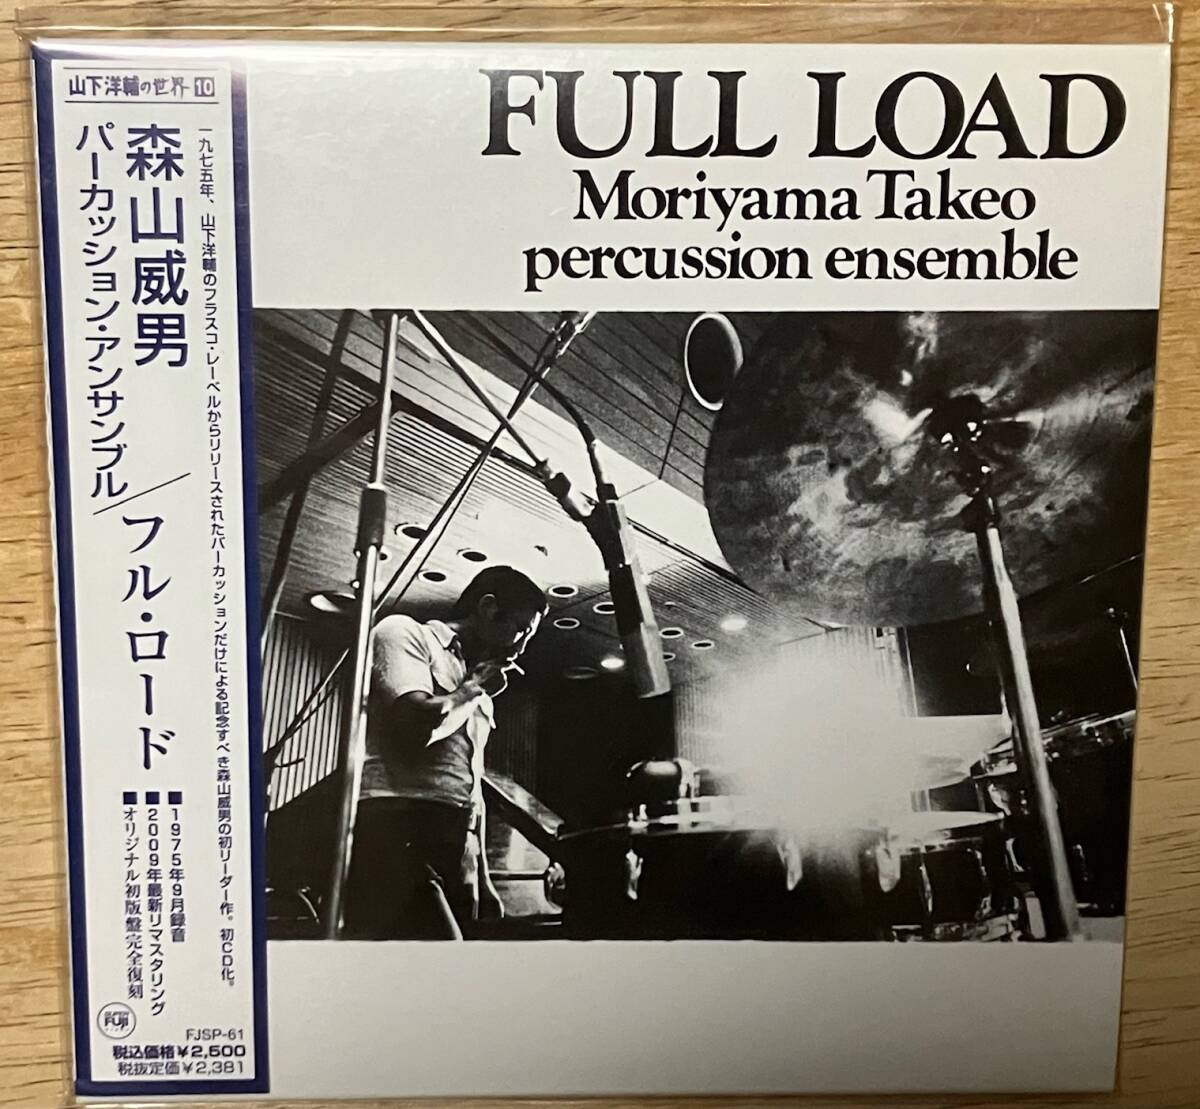 山下洋輔の世界 10
森山威男
パーカッション・アンサンブル／フル・ロード
一九七五年、山下洋輔のフラスコ・レーベルからリリースされたパーカッションだけによる記念すべき森山威男の初リーダー作。初CD化。
■1975年9月録音
■2009年最新リマスタリング
■オリジナル初版盤完全復刻
FUJI
FJSP-61
税込価格¥2,500
税抜定価¥2,381
FULL LOAD
Moriyama Takeo
percussion ensemble